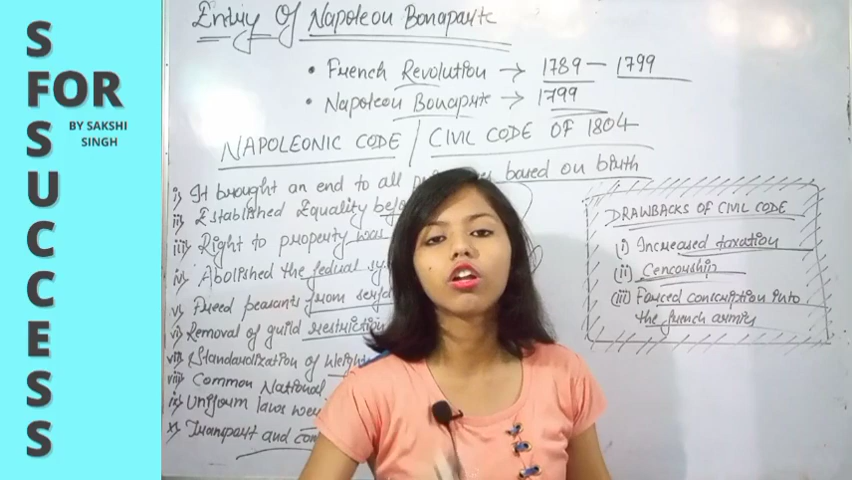 S
FOR
S
U
C
C
E
S
S
BY SAKSHI
SINGH
Entry Of Napoleon Bonaparte
• French Revolution → 1789 – 1799
• Napoleon Bonaparte → 1799
NAPOLEONIC CODE / CIVIL CODE OF 1804
i) It brought an end to all based on birth
ii) Established Equality
iii) Right to property was
iv) Abolished the fedual
v) Freed peasants from
vi) Removal of guild restriction
vii) Standardalization of
viii) Common National
ix) Uniform laws
x) Transport and
DRAWBACKS OF CIVIL CODE
(i) Increased taxation
(ii) Cencorship
(iii) Forced conscription into
the french army